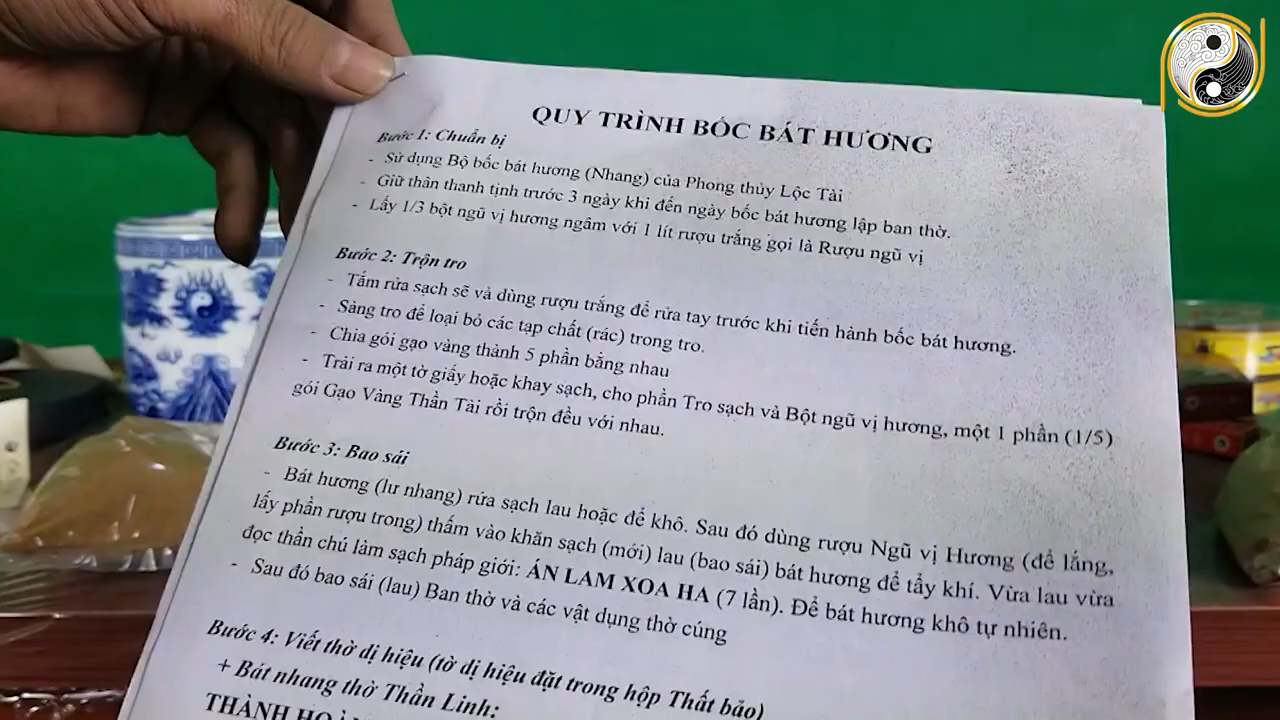 QUY TRÌNH BỐC BÁT HƯƠNG
Bước 1: Chuẩn bị
- Sử dụng Bộ bốc bát hương (Nhang) của Phong thủy Lộc Tài
- Giữ thân thanh tịnh trước 3 ngày khi đến ngày bốc bát hương lập ban thờ.
- Lấy 1/3 bột ngũ vị hương ngâm với 1 lít rượu trắng gọi là Rượu ngũ vị
Bước 2: Trộn tro
- Tắm rửa sạch sẽ và dùng rượu trắng để rửa tay trước khi tiến hành bốc bát hương.
- Sàng tro để loại bỏ các tạp chất (rác) trong tro.
- Chia gói gạo vàng thành 5 phần bằng nhau
- Trải ra một tờ giấy hoặc khay sạch, cho phần Tro sạch và Bột ngũ vị hương, một 1 phần (1/5)
gói Gạo Vàng Thần Tài rồi trộn đều với nhau.
Bước 3: Bao sái
- Bát hương (lư nhang) rửa sạch lau hoặc để khô. Sau đó dùng rượu Ngũ vị Hương (để lắng,
lấy phần rượu trong) thấm vào khăn sạch (mới) lau (bao sái) bát hương để tẩy khí. Vừa lau vừa
đọc thần chú làm sạch pháp giới: ÁN LAM XOA HA (7 lần). Để bát hương khô tự nhiên.
- Sau đó bao sái (lau) Ban thờ và các vật dụng thờ cúng
Bước 4: Viết thờ dị hiệu (tờ dị hiệu đặt trong hộp Thất bảo)
+ Bát nhang thờ Thần Linh:
THÀNH